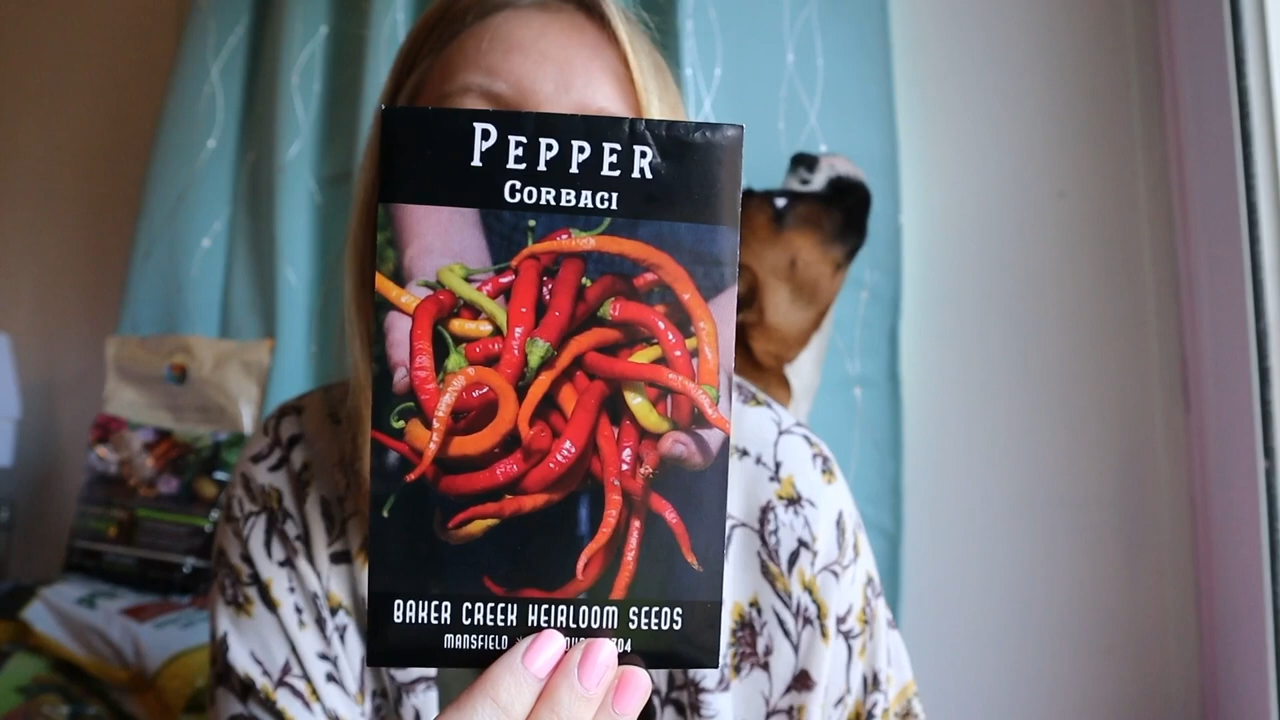 PEPPER
CORBACI
BAKER CREEK HEIRLOOM SEEDS
MANSFIELD